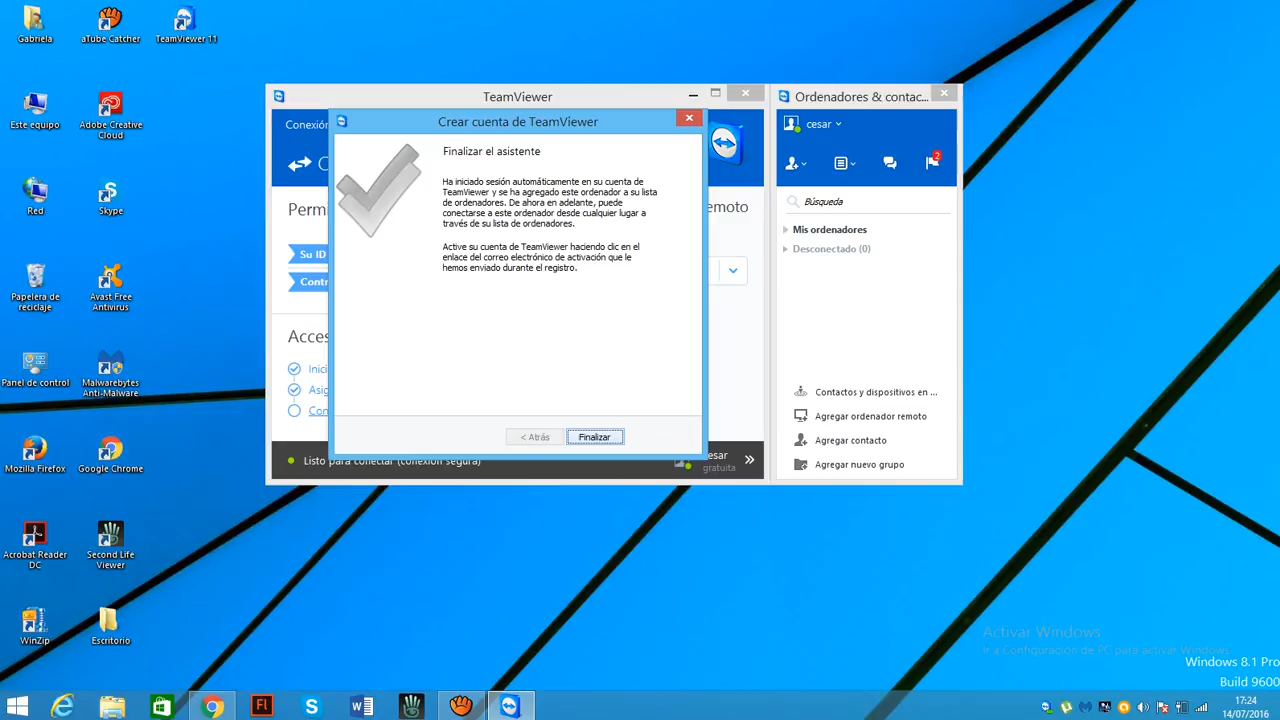 Gabriela
aTube Catcher
TeamViewer 11
Este equipo
Adobe Creative
Cloud
Red
Skype
Papelera de
reciclaje
Avast Free
Antivirus
Panel de control
Malwarebytes
Anti-Malware
Mozilla Firefox
Google Chrome
Acrobat Reader
DC
Second Life
Viewer
WinZip
Escritorio
TeamViewer
Conexión
Permi
remoto
Su ID
Contr
Acces
Inici
Asig
Con
Listo para conectar (conexión segura)
cesar
gratuita
Crear cuenta de TeamViewer
Finalizar el asistente
Ha iniciado sesión automáticamente en su cuenta de
TeamViewer y se ha agregado este ordenador a su lista
de ordenadores. De ahora en adelante, puede
conectarse a este ordenador desde cualquier lugar a
través de su lista de ordenadores.
Active su cuenta de TeamViewer haciendo clic en el
enlace del correo electrónico de activación que le
hemos enviado durante el registro.
< Atrás
Finalizar
Ordenadores & contac...
cesar
2
Búsqueda
Mis ordenadores
Desconectado (0)
Contactos y dispositivos en ...
Agregar ordenador remoto
Agregar contacto
Agregar nuevo grupo
Activar Windows
Ir a Configuración de PC para activar Windows.
Windows 8.1 Pro
Build 9600
17:24
14/07/2016